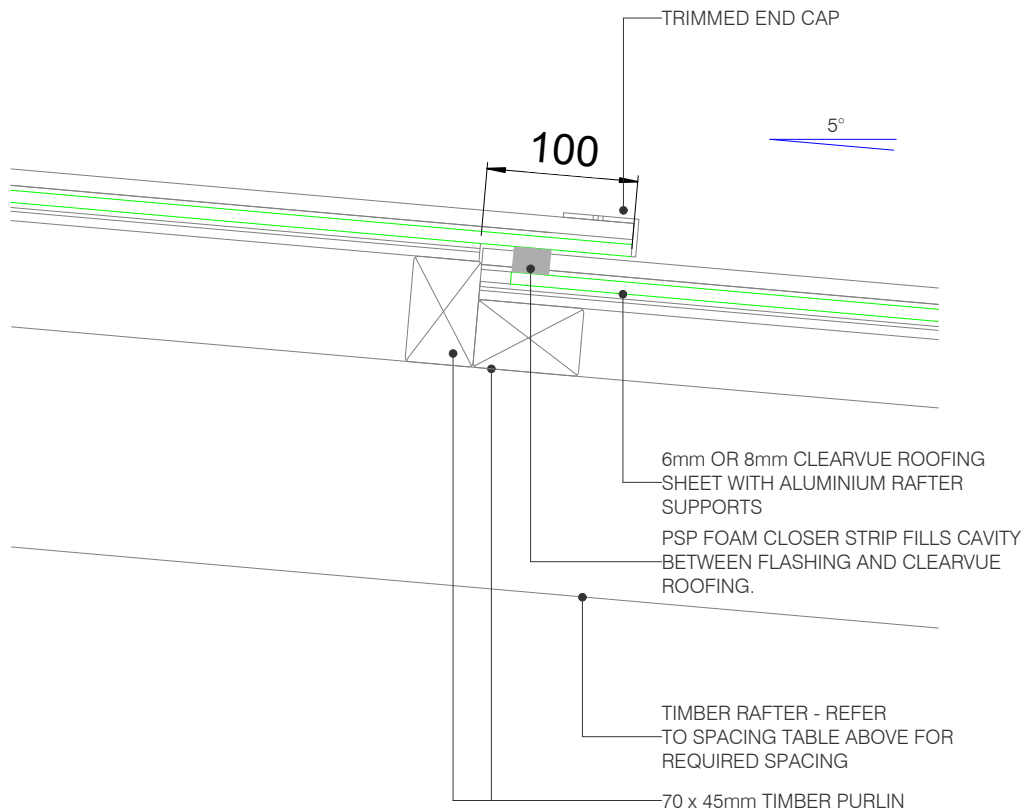 TRIMMED END CAP
5°
100
6mm OR 8mm CLEARVUE ROOFING
SHEET WITH ALUMINIUM RAFTER
SUPPORTS
PSP FOAM CLOSER STRIP FILLS CAVITY
BETWEEN FLASHING AND CLEARVUE
ROOFING.
TIMBER RAFTER - REFER
TO SPACING TABLE ABOVE FOR
REQUIRED SPACING
70 x 45mm TIMBER PURLIN